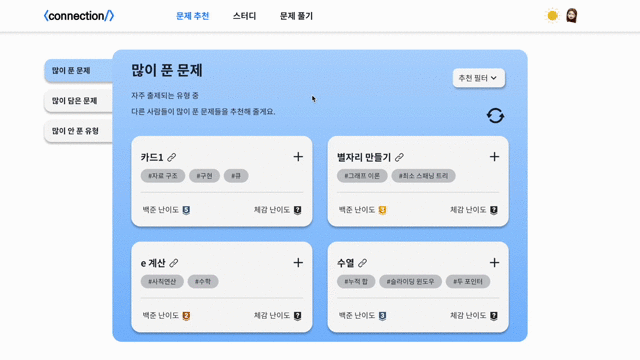 <connection/>
문제 추천
스터디
문제 풀기
많이 푼 문제
많이 담은 문제
많이 안 푼 유형
많이 푼 문제
자주 출제되는 유형 중
다른 사람들이 많이 푼 문제들을 추천해 줄게요.
추천 필터
카드1
#자료 구조 #구현 #큐
백준 난이도 5 체감 난이도 ?
별자리 만들기
#그래프 이론 #최소 스패닝 트리
백준 난이도 체감 난이도 ?
e 계산
#사칙연산 #수학
백준 난이도 2 체감 난이도 ?
수열
#누적 합 #슬라이딩 윈도우 #두 포인터
백준 난이도 3 체감 난이도 ?